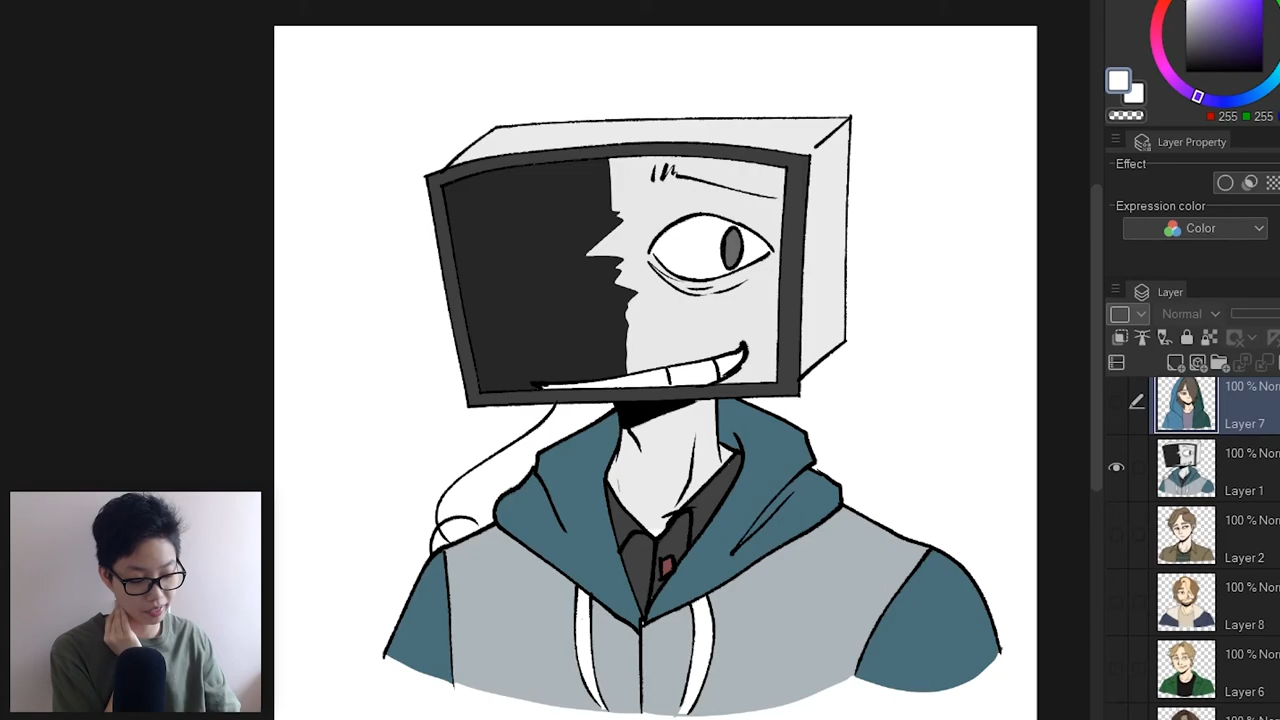 255 255
Layer Property
Effect
Expression color
Color
Layer
Normal
100 % Nor
Layer 7
100 % Nor
Layer 1
100 % Nor
Layer 2
100 % Nor
Layer 8
100 % Nor
Layer 6